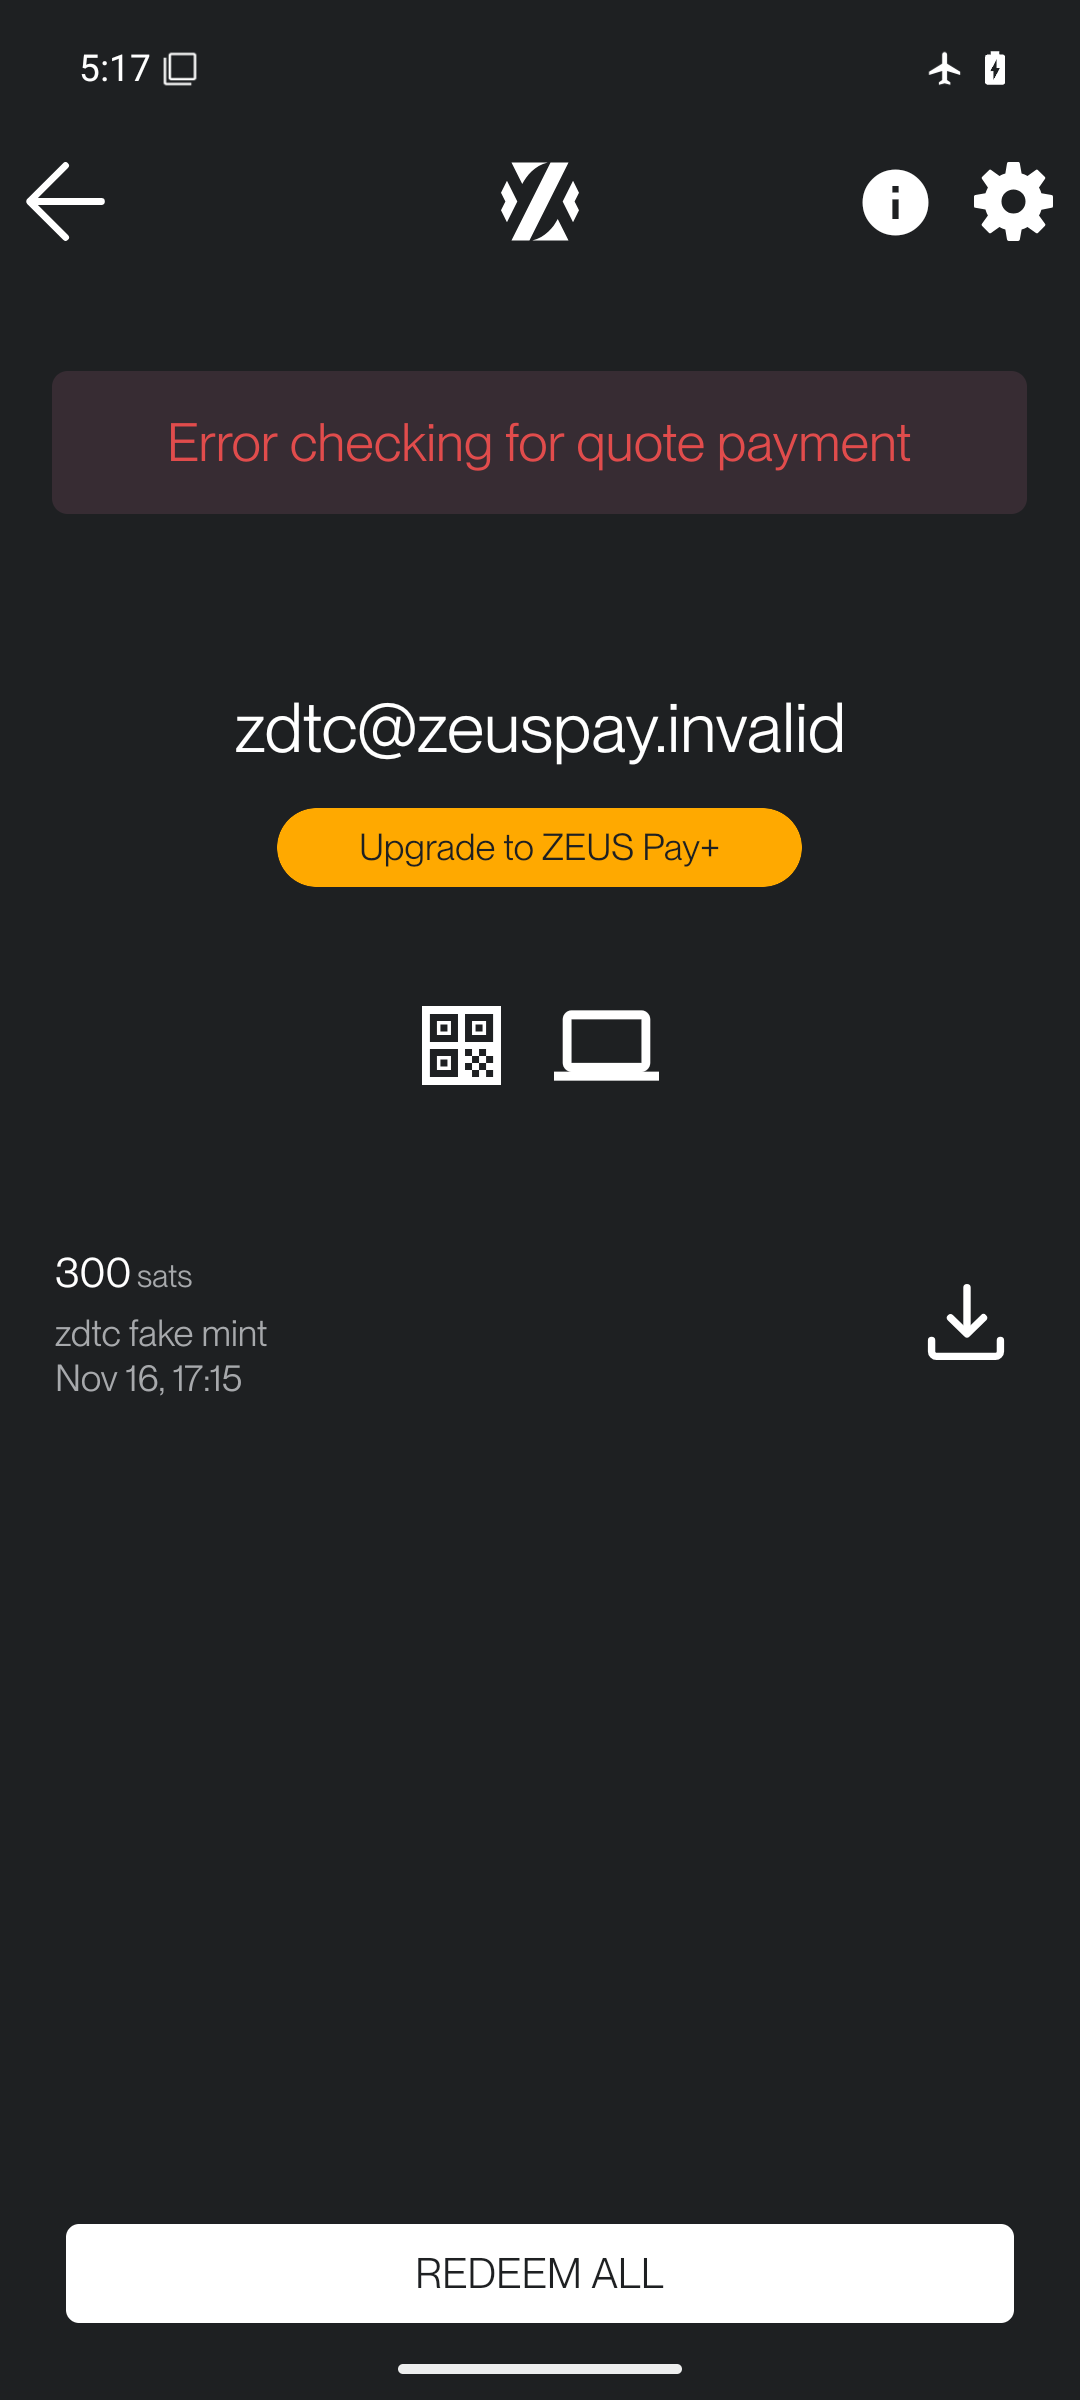 5:17
Error checking for quote payment
zdtc@zeuspay.invalid
Upgrade to ZEUS Pay+
300 sats
zdtc fake mint
Nov 16, 17:15
REDEEM ALL